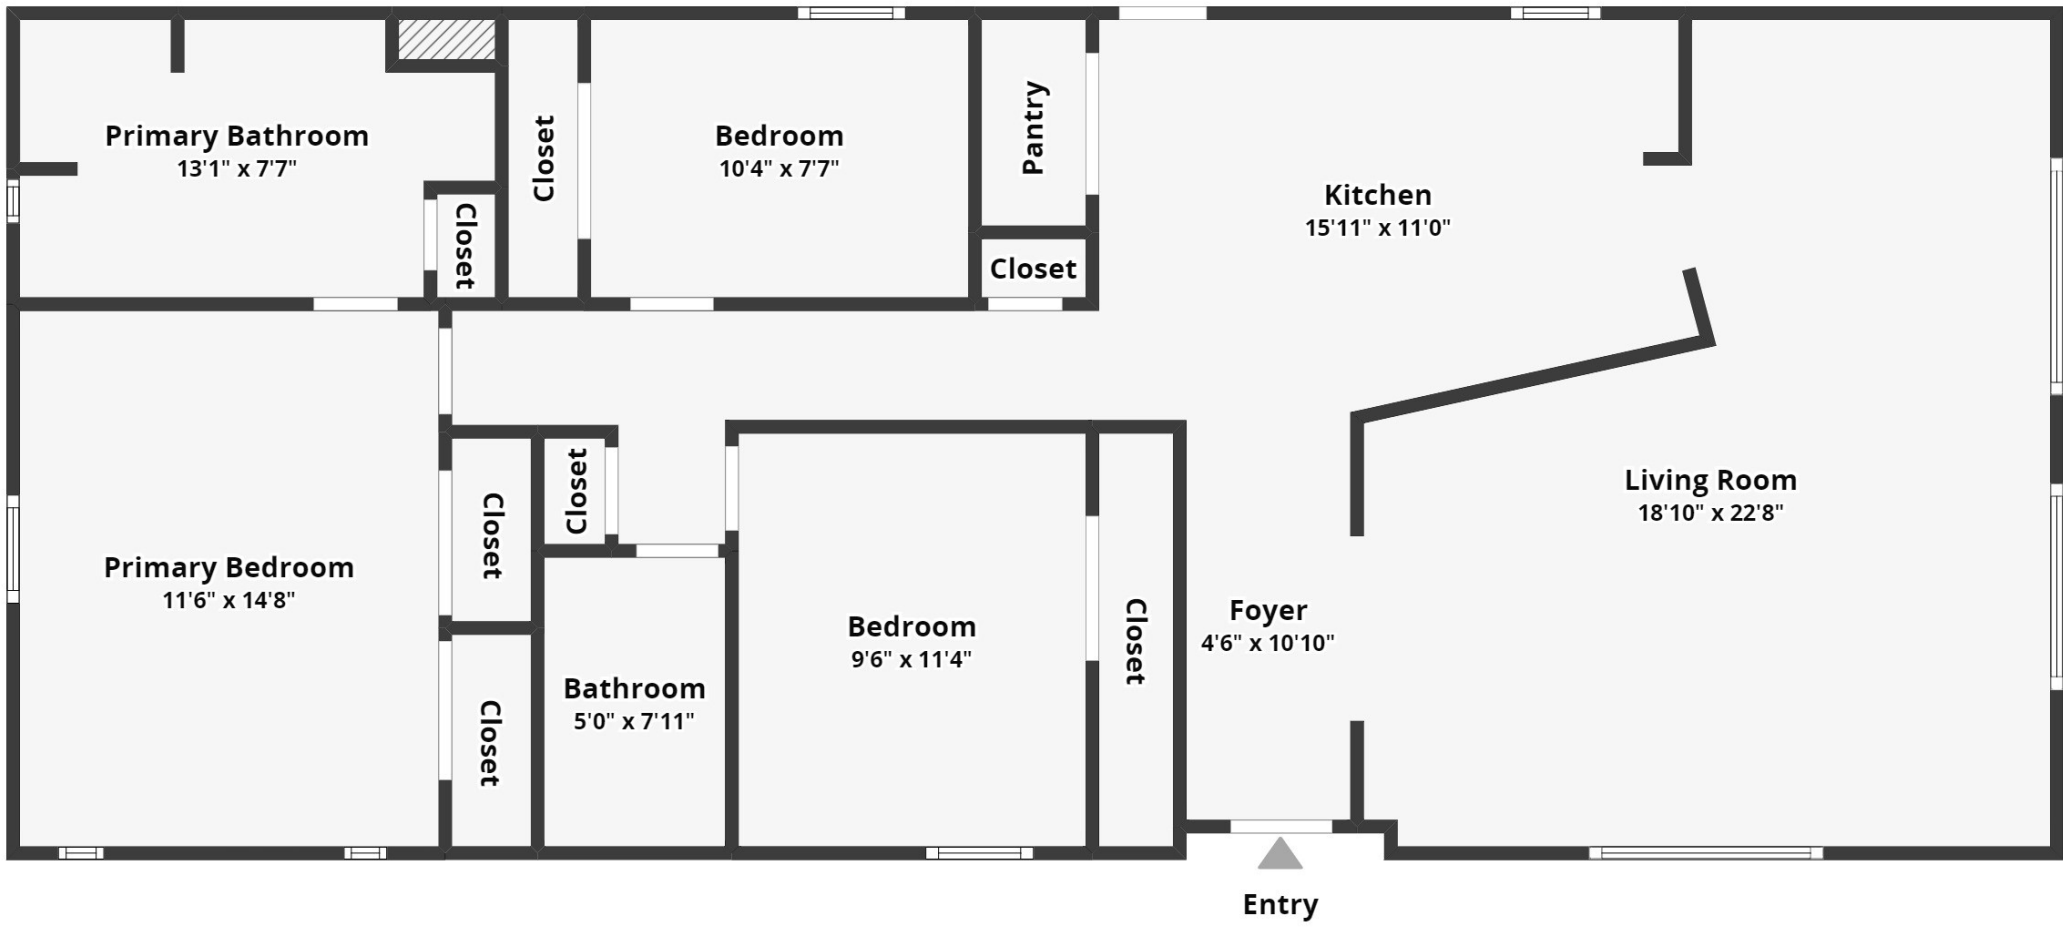 Primary Bathroom
13'1" x 7'7"
Closet
Closet
Bedroom
10'4" x 7'7"
Pantry
Closet
Kitchen
15'11" x 11'0"
Living Room
18'10" x 22'8"
Primary Bedroom
11'6" x 14'8"
Closet
Closet
Closet
Bathroom
5'0" x 7'11"
Bedroom
9'6" x 11'4"
Closet
Foyer
4'6" x 10'10"
Entry